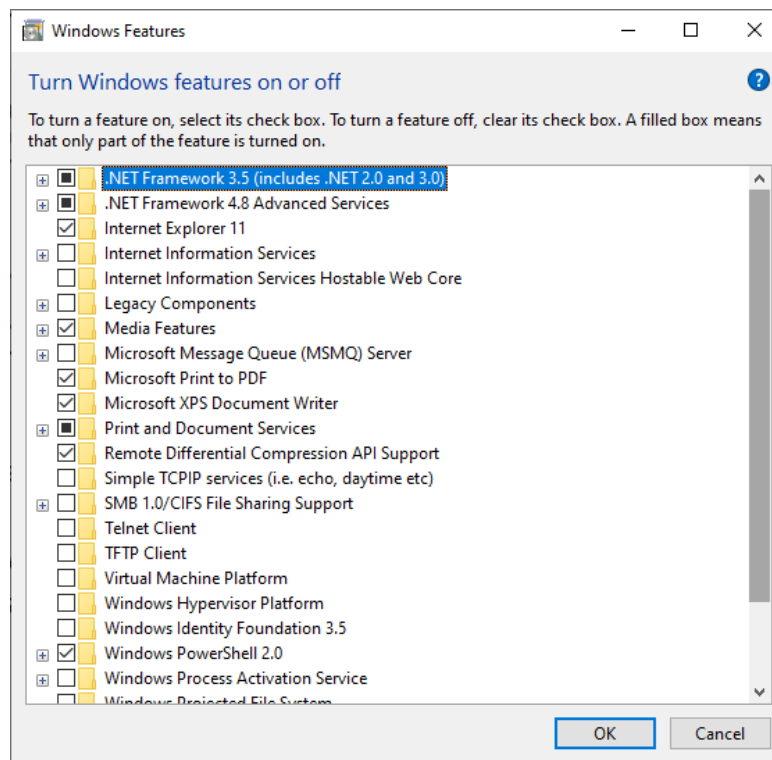 Windows Features
Turn Windows features on or off
To turn a feature on, select its check box. To turn a feature off, clear its check box. A filled box means
that only part of the feature is turned on.
.NET Framework 3.5 (includes .NET 2.0 and 3.0)
.NET Framework 4.8 Advanced Services
Internet Explorer 11
Internet Information Services
Internet Information Services Hostable Web Core
Legacy Components
Media Features
Microsoft Message Queue (MSMQ) Server
Microsoft Print to PDF
Microsoft XPS Document Writer
Print and Document Services
Remote Differential Compression API Support
Simple TCPIP services (i.e. echo, daytime etc)
SMB 1.0/CIFS File Sharing Support
Telnet Client
TFTP Client
Virtual Machine Platform
Windows Hypervisor Platform
Windows Identity Foundation 3.5
Windows PowerShell 2.0
Windows Process Activation Service
Windows Projected File System
OK Cancel